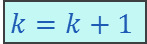 k = k + 1